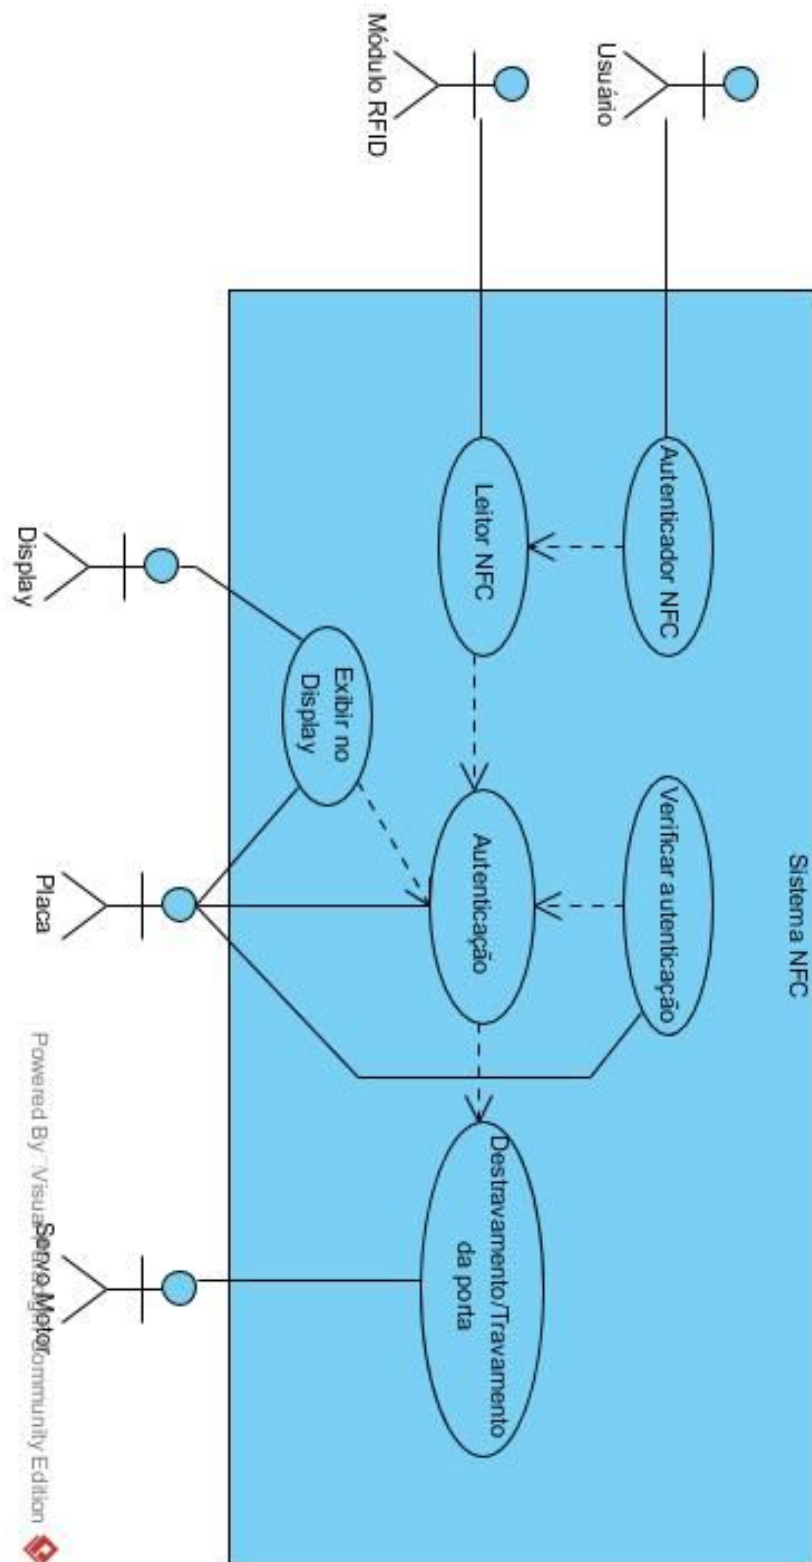 Sistema NFC
Usuário
Autenticador NFC
Verificar autenticação
Módulo RFID
Leitor NFC
Autenticação
Destravamento/Travamento
da porta
Exibir no
Display
Display
Placa
Servo Motor
Powered By Visual Paradigm Community Edition